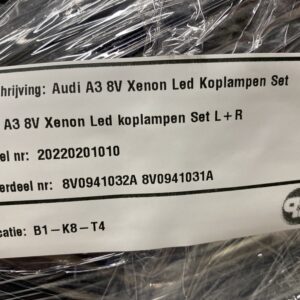 hrijving: Audi A3 8V Xenon Led Koplampen Set
A3 8V Xenon Led koplampen Set L+R
el nr: 20220201010
erdeel nr: 8V0941032A 8V0941031A
catie: B1-K8-T4